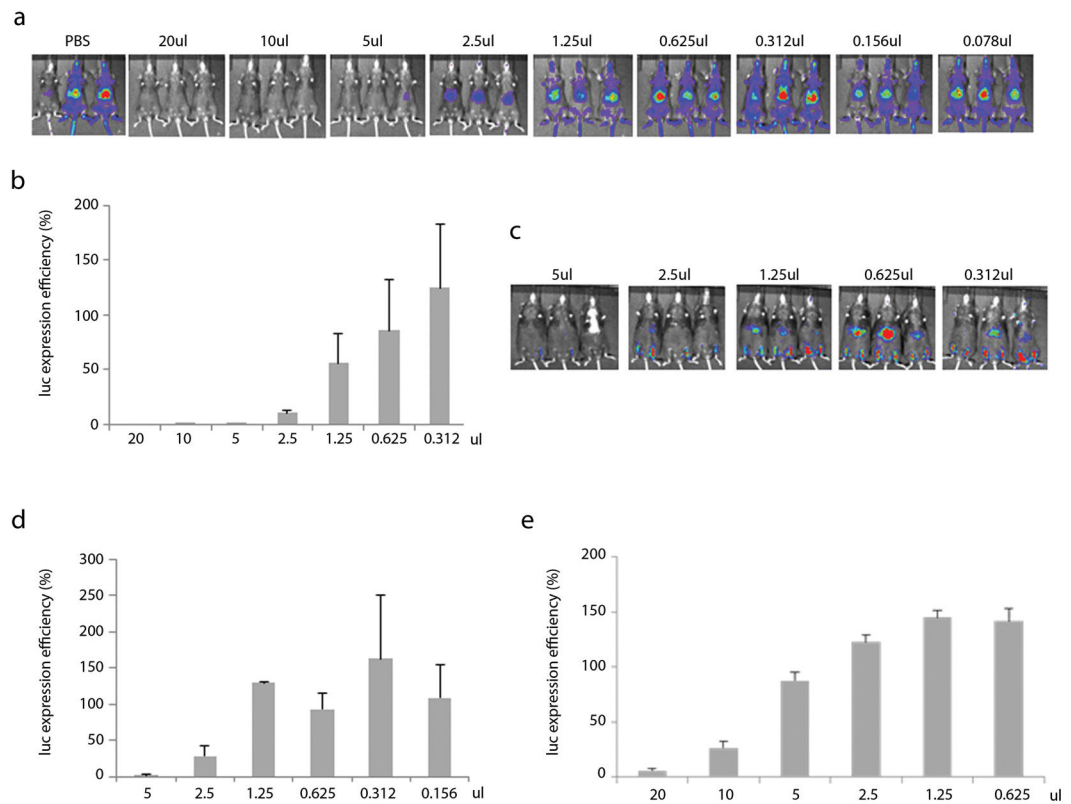 a
PBS 20ul 10ul 5ul 2.5ul 1.25ul 0.625ul 0.312ul 0.156ul 0.078ul
b
luc expression efficiency (%)
200
150
100
50
0
20 10 5 2.5 1.25 0.625 0.312 ul
c
5ul 2.5ul 1.25ul 0.625ul 0.312ul
d
luc expression efficiency (%)
300
250
200
150
100
50
0
5 2.5 1.25 0.625 0.312 0.156 ul
e
luc expression efficiency (%)
200
150
100
50
0
20 10 5 2.5 1.25 0.625 ul